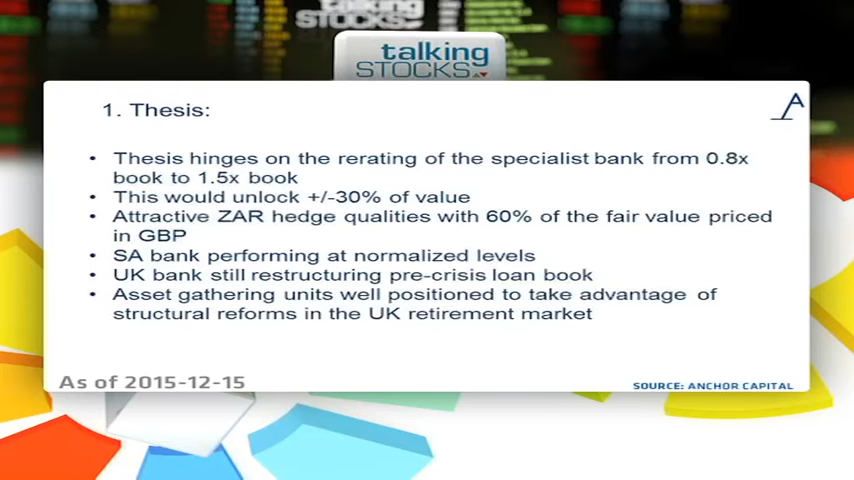 talking
STOCKS
talking
STOCKS
1. Thesis:
A
• Thesis hinges on the rerating of the specialist bank from 0.8x
book to 1.5x book
• This would unlock +/-30% of value
• Attractive ZAR hedge qualities with 60% of the fair value priced
in GBP
• SA bank performing at normalized levels
• UK bank still restructuring pre-crisis loan book
• Asset gathering units well positioned to take advantage of
structural reforms in the UK retirement market
As of 2015-12-15
SOURCE: ANCHOR CAPITAL